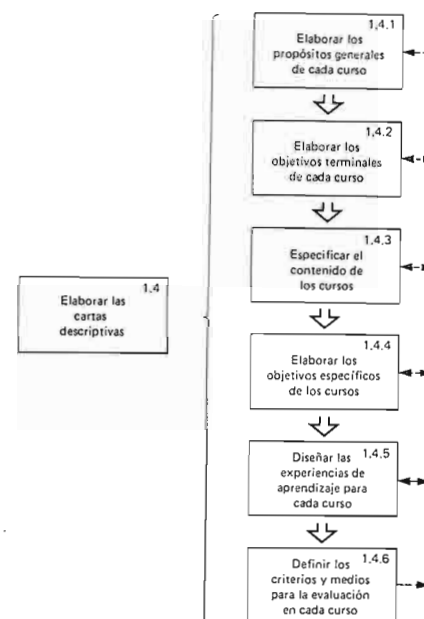 1,4.1
Elaborar los
propósitos generales
de cada curso
1,4.2
Elaborar los
objetivos terminales
de cada curso
1,4.3
Especificar el
contenido de
los cursos
1,4
Elaborar las
cartas
descriptivas
1,4.4
Elaborar los
objetivos específicos
de los cursos
1,4.5
Diseñar las
experiencias de
aprendizaje para
cada curso
1,4.6
Definir los
criterios y medios
para la evaluación
en cada curso